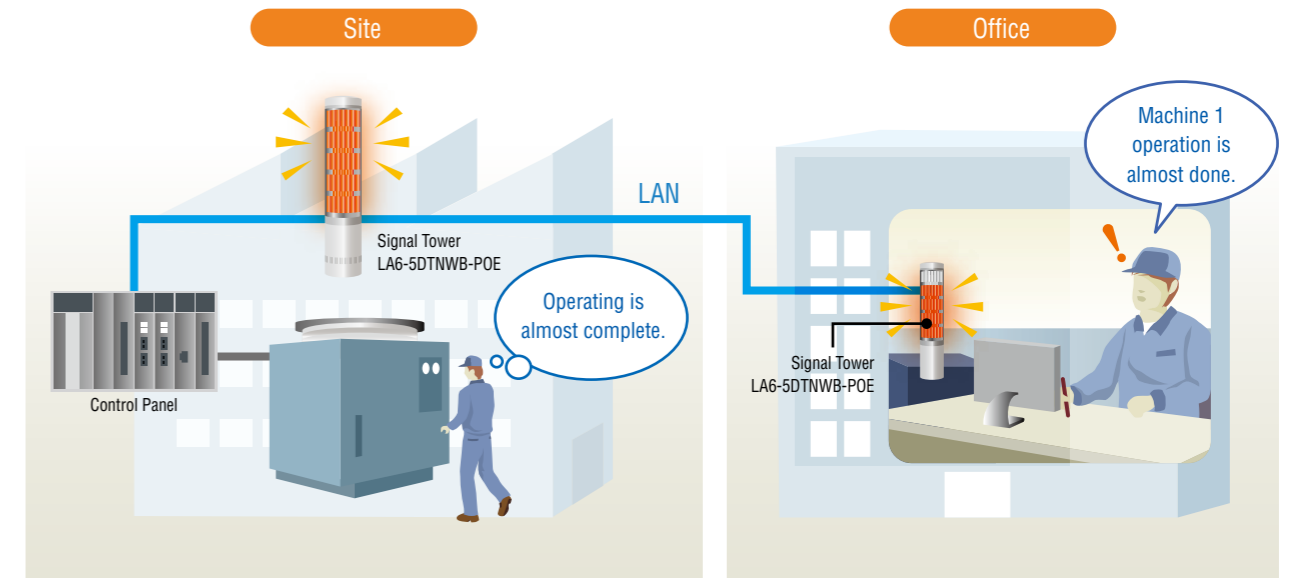 Site
Office
Machine 1
operation is
almost done.
LAN
Signal Tower
LA6-5DTNWB-POE
Operating is
almost complete.
Control Panel
Signal Tower
LA6-5DTNWB-POE